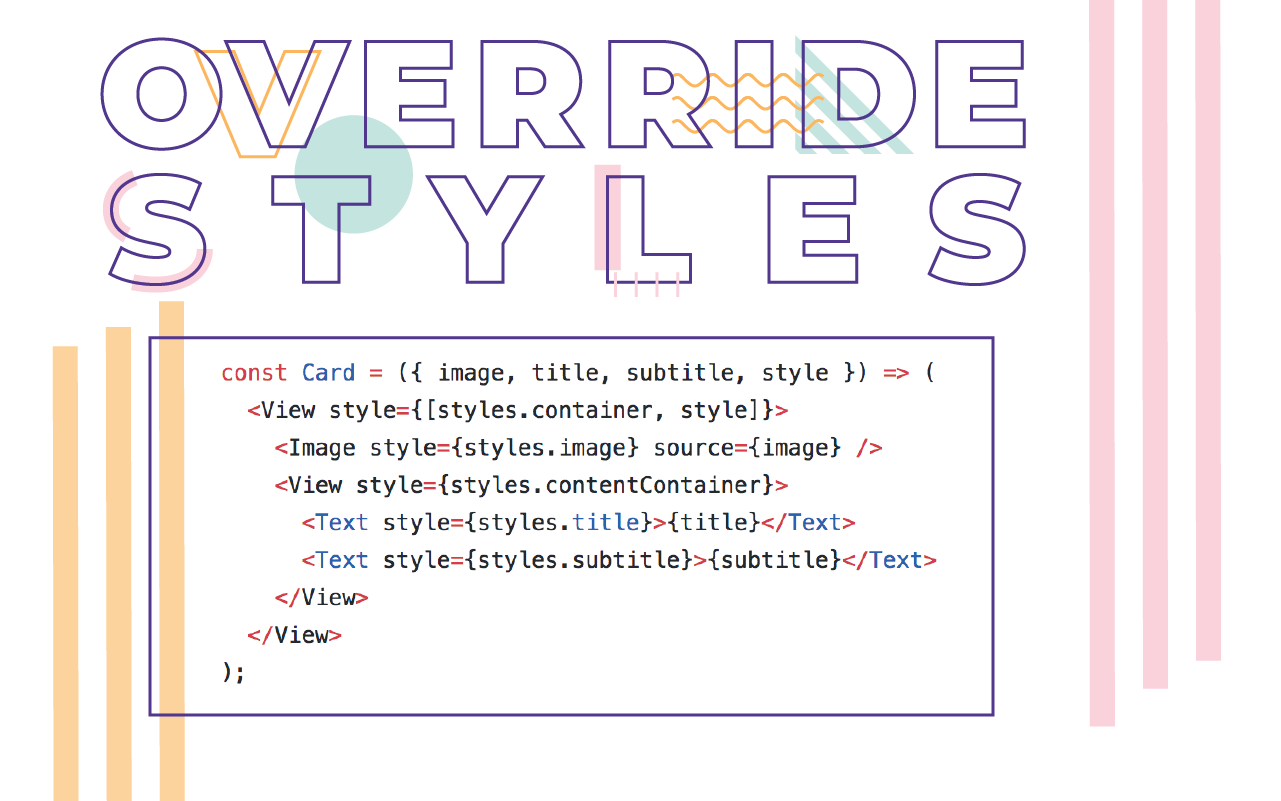 OVERRIDE
STYLES
const Card = ({ image, title, subtitle, style }) => (
  <View style={[styles.container, style]}>
    <Image style={styles.image} source={image} />
    <View style={styles.contentContainer}>
      <Text style={styles.title}>{title}</Text>
      <Text style={styles.subtitle}>{subtitle}</Text>
    </View>
  </View>
);